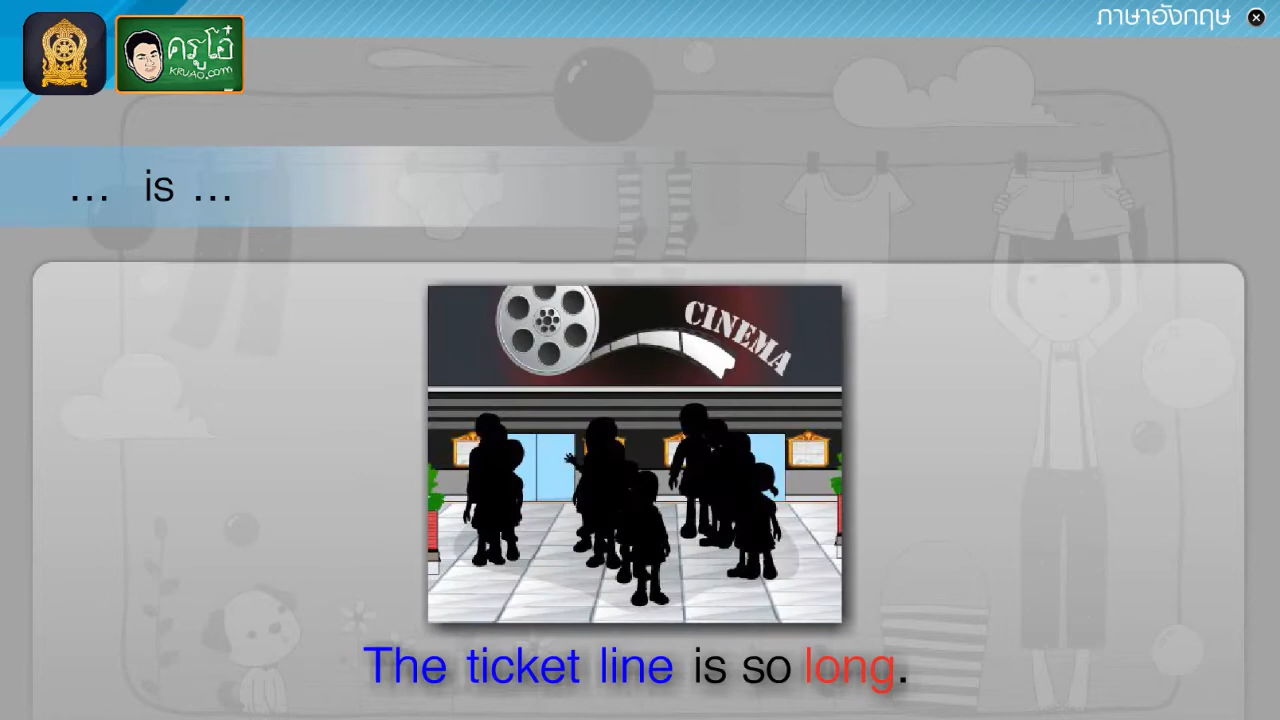 ภาษาอังกฤษ
ครูโอ๋
KRUAO.com
... is ...
CINEMA
The ticket line is so long.